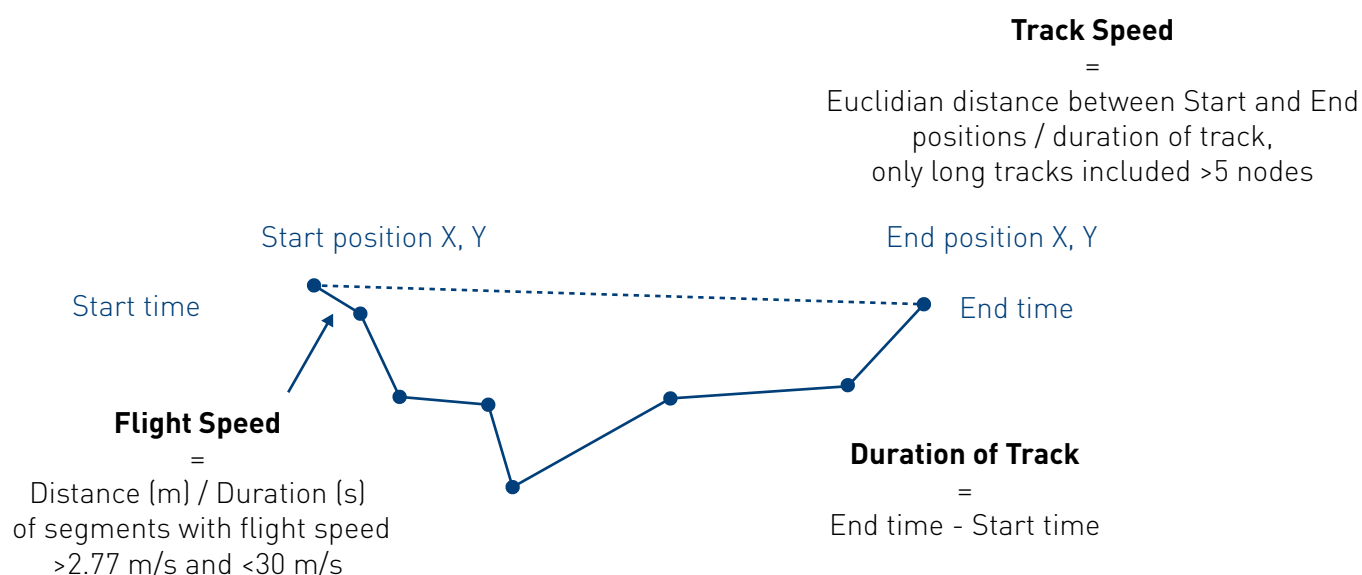 Track Speed
=
Euclidian distance between Start and End
positions / duration of track,
only long tracks included >5 nodes
Start position X, Y
End position X, Y
Start time
End time
Flight Speed
=
Distance (m) / Duration (s)
of segments with flight speed
>2.77 m/s and <30 m/s
Duration of Track
=
End time - Start time